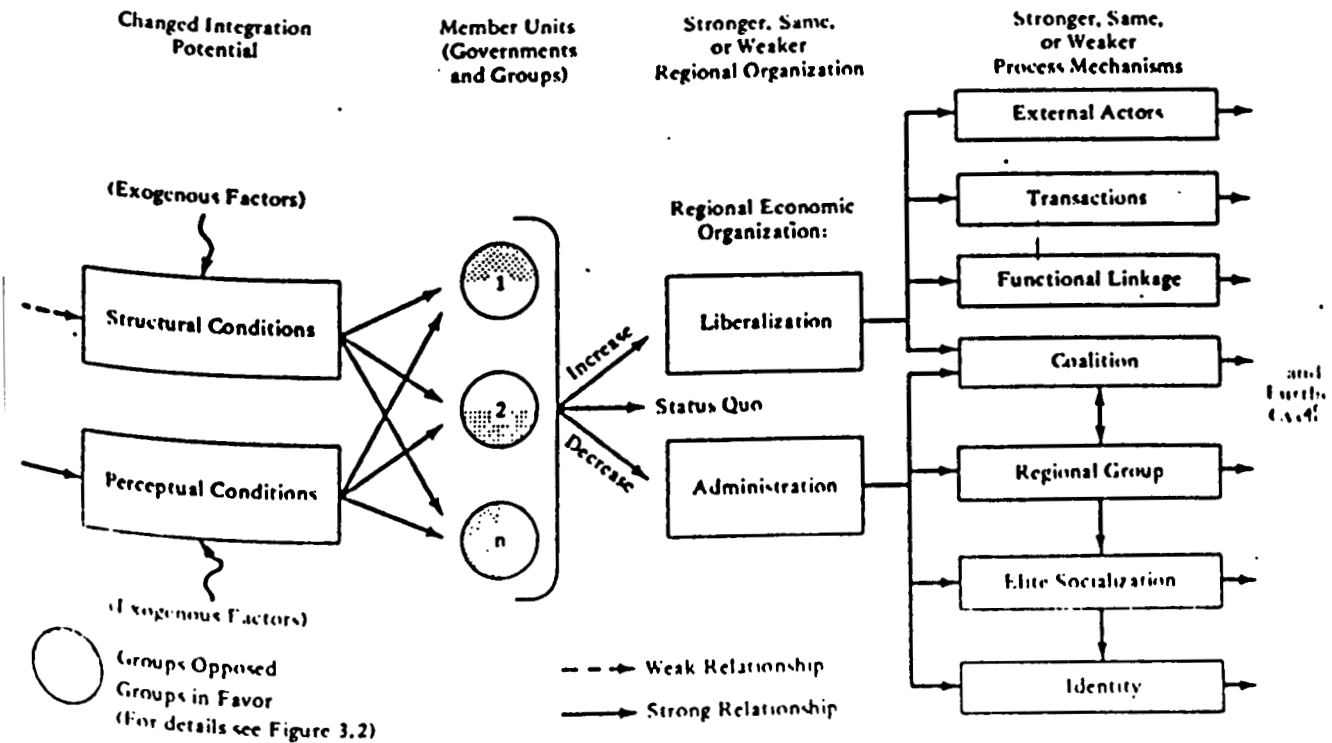 Changed Integration
Potential
Member Units
(Governments
and Groups)
Stronger, Same,
or Weaker
Regional Organization
Stronger, Same,
or Weaker
Process Mechanisms
(Exogenous Factors)
Structural Conditions
Perceptual Conditions
(Exogenous Factors)
1
2
n
Increase
Status Quo
Decrease
Regional Economic
Organization:
Liberalization
Administration
External Actors
Transactions
Functional Linkage
Coalition
Regional Group
Elite Socialization
Identity
and
Groups Opposed
Groups in Favor
(For details see Figure 3.2)
Weak Relationship
Strong Relationship